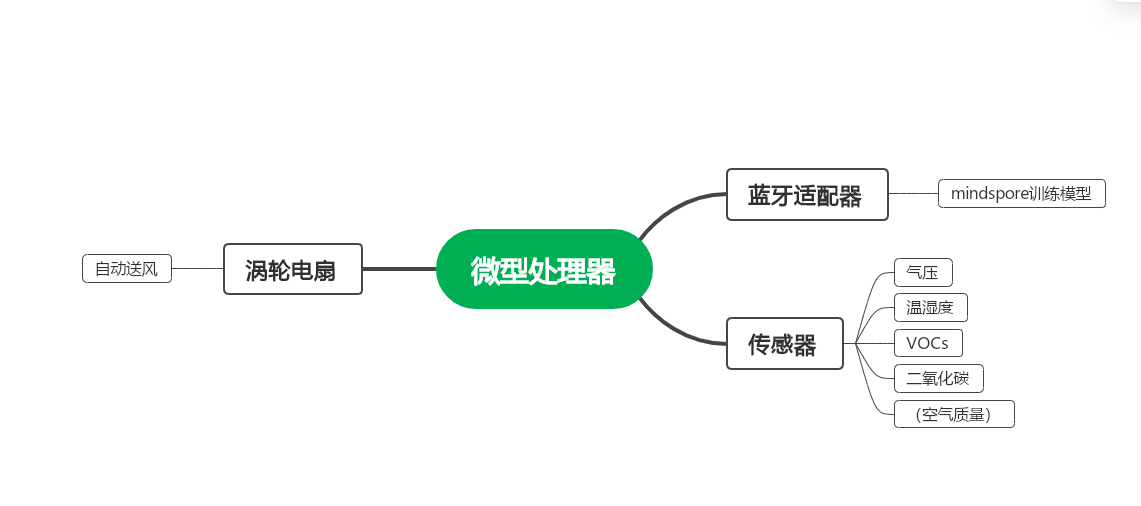 蓝牙适配器
mindspore训练模型
微型处理器
涡轮电扇
自动送风
传感器
气压
温湿度
VOCs
二氧化碳
（空气质量）